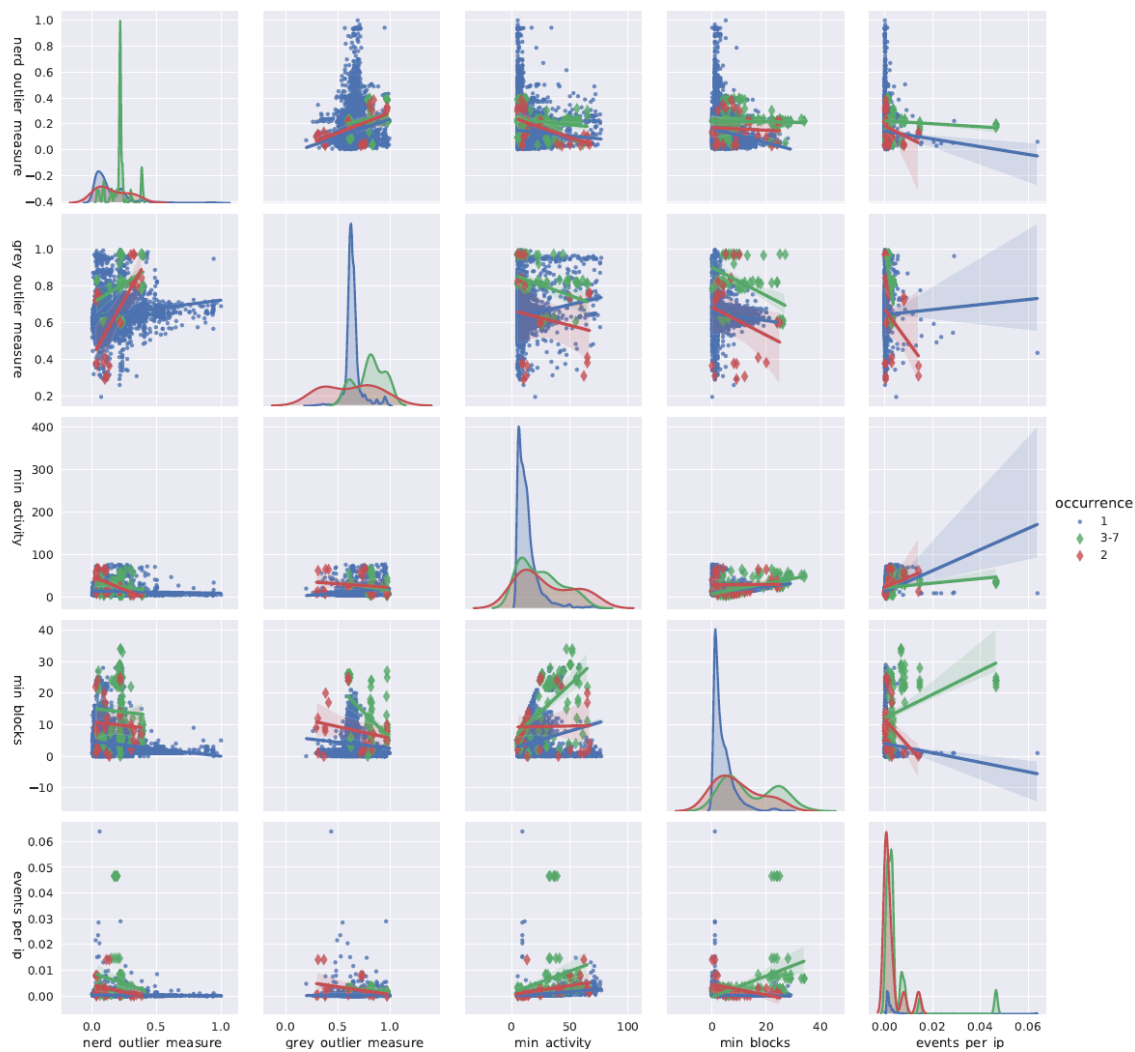 1.0
0.8
0.6
0.4
0.2
0.0
−0.2
−0.4
nerd outlier measure
1.0
0.8
0.6
0.4
0.2
grey outlier measure
400
300
200
100
0
min activity
occurrence
1
3-7
2
40
30
20
10
0
−10
min blocks
0.06
0.05
0.04
0.03
0.02
0.01
0.00
events per ip
0.0 0.5 1.0
nerd outlier measure
0.0 0.5 1.0
grey outlier measure
0 50 100
min activity
0 20 40
min blocks
0.00 0.02 0.04 0.06
events per ip